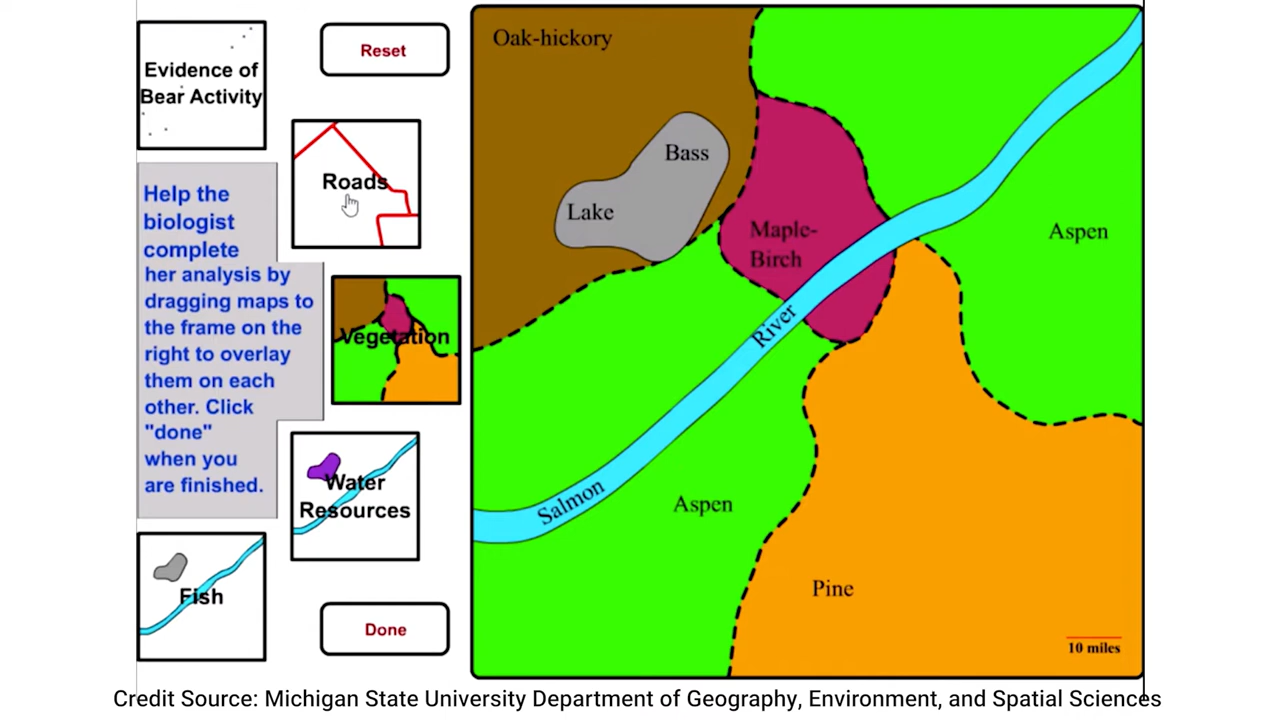 Evidence of
Bear Activity
Reset
Roads
Help the
biologist
complete
her analysis by
dragging maps to
the frame on the
right to overlay
them on each
other. Click
"done"
when you
are finished.
Vegetation
Water
Resources
Fish
Done
Oak-hickory
Bass
Lake
Maple-
Birch
Aspen
River
Salmon
Aspen
Pine
10 miles
Credit Source: Michigan State University Department of Geography, Environment, and Spatial Sciences